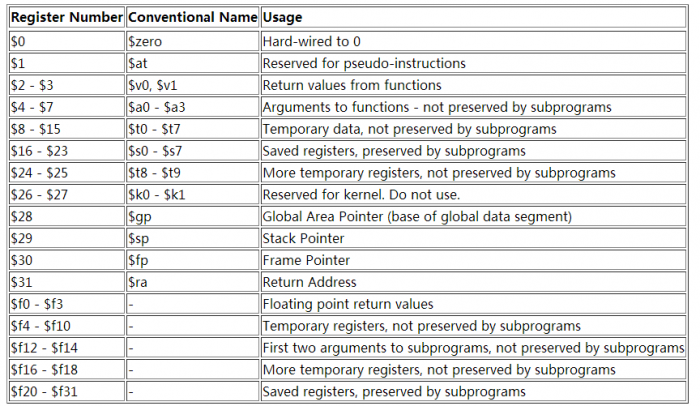 Register Number Conventional Name Usage
$0 $zero Hard-wired to 0
$1 $at Reserved for pseudo-instructions
$2 - $3 $v0, $v1 Return values from functions
$4 - $7 $a0 - $a3 Arguments to functions - not preserved by subprograms
$8 - $15 $t0 - $t7 Temporary data, not preserved by subprograms
$16 - $23 $s0 - $s7 Saved registers, preserved by subprograms
$24 - $25 $t8 - $t9 More temporary registers, not preserved by subprograms
$26 - $27 $k0 - $k1 Reserved for kernel. Do not use.
$28 $gp Global Area Pointer (base of global data segment)
$29 $sp Stack Pointer
$30 $fp Frame Pointer
$31 $ra Return Address
$f0 - $f3 - Floating point return values
$f4 - $f10 - Temporary registers, not preserved by subprograms
$f12 - $f14 - First two arguments to subprograms, not preserved by subprograms
$f16 - $f18 - More temporary registers, not preserved by subprograms
$f20 - $f31 - Saved registers, preserved by subprograms